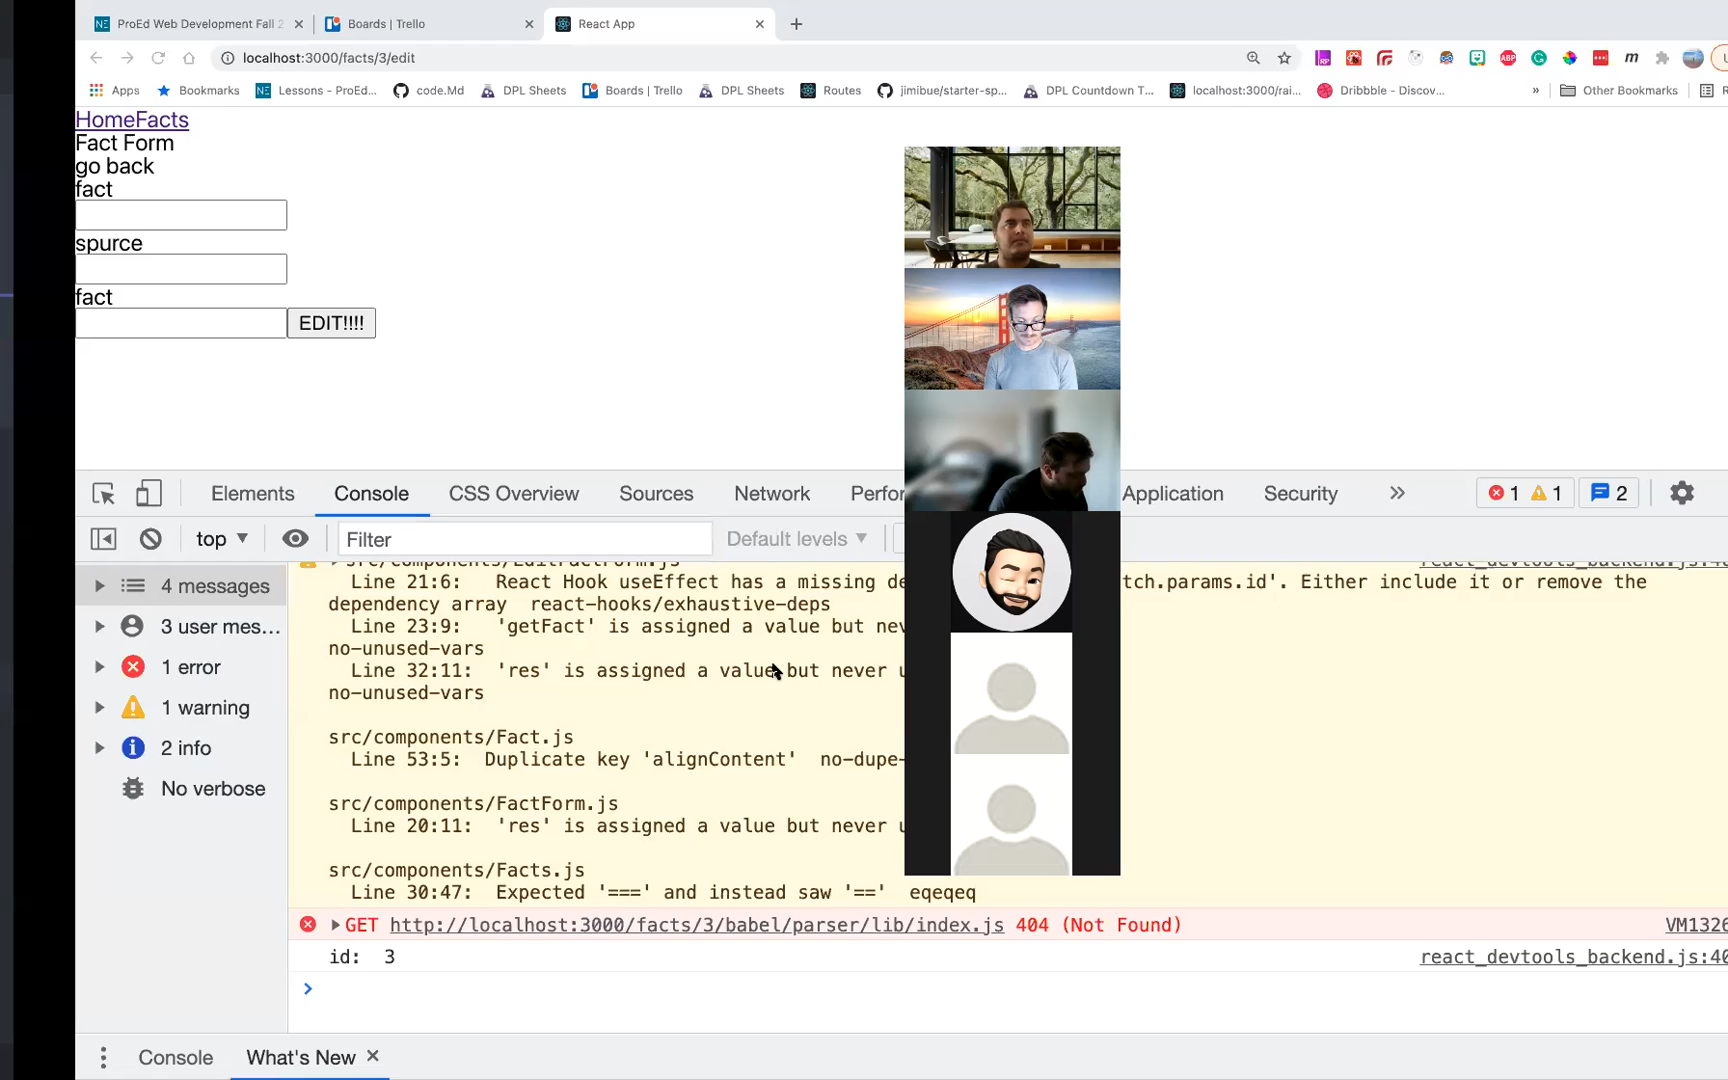 ProEd Web Development Fall 2
Boards | Trello
React App
localhost:3000/facts/3/edit
Apps
Bookmarks
Lessons - ProEd...
code.Md
DPL Sheets
Boards | Trello
DPL Sheets
Routes
jimibue/starter-sp...
DPL Countdown T...
localhost:3000/rai...
Dribbble - Discov...
»
Other Bookmarks
HomeFacts
Fact Form
go back
fact
spurce
fact
EDIT!!!!
Elements
Console
CSS Overview
Sources
Network
Perfor
Application
Security
1
1
2
top
Filter
Default levels
4 messages
3 user mes...
1 error
1 warning
2 info
No verbose
src/components/EditFactForm.js
Line 21:6: React Hook useEffect has a missing de tch.params.id'. Either include it or remove the
dependency array react-hooks/exhaustive-deps
Line 23:9: 'getFact' is assigned a value but nev
no-unused-vars
Line 32:11: 'res' is assigned a value but never
no-unused-vars
src/components/Fact.js
Line 53:5: Duplicate key 'alignContent' no-dupe-
src/components/FactForm.js
Line 20:11: 'res' is assigned a value but never
src/components/Facts.js
Line 30:47: Expected '===' and instead saw '==' eqeqeq
GET http://localhost:3000/facts/3/babel/parser/lib/index.js 404 (Not Found)
VM1326
id: 3
react_devtools_backend.js:40
Console
What's New